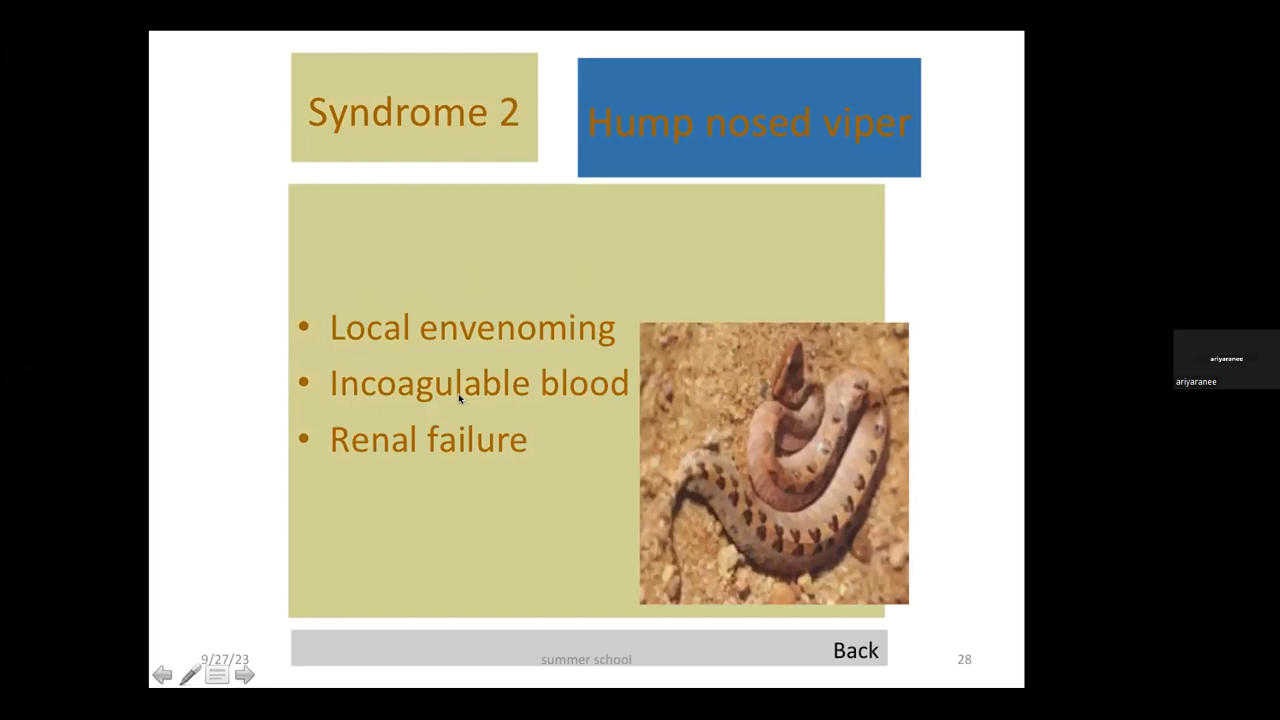 Syndrome 2
Hump nosed viper
• Local envenoming
• Incoagulable blood
• Renal failure
Back
9/27/23
summer school
28
ariyaranee
ariyaranee